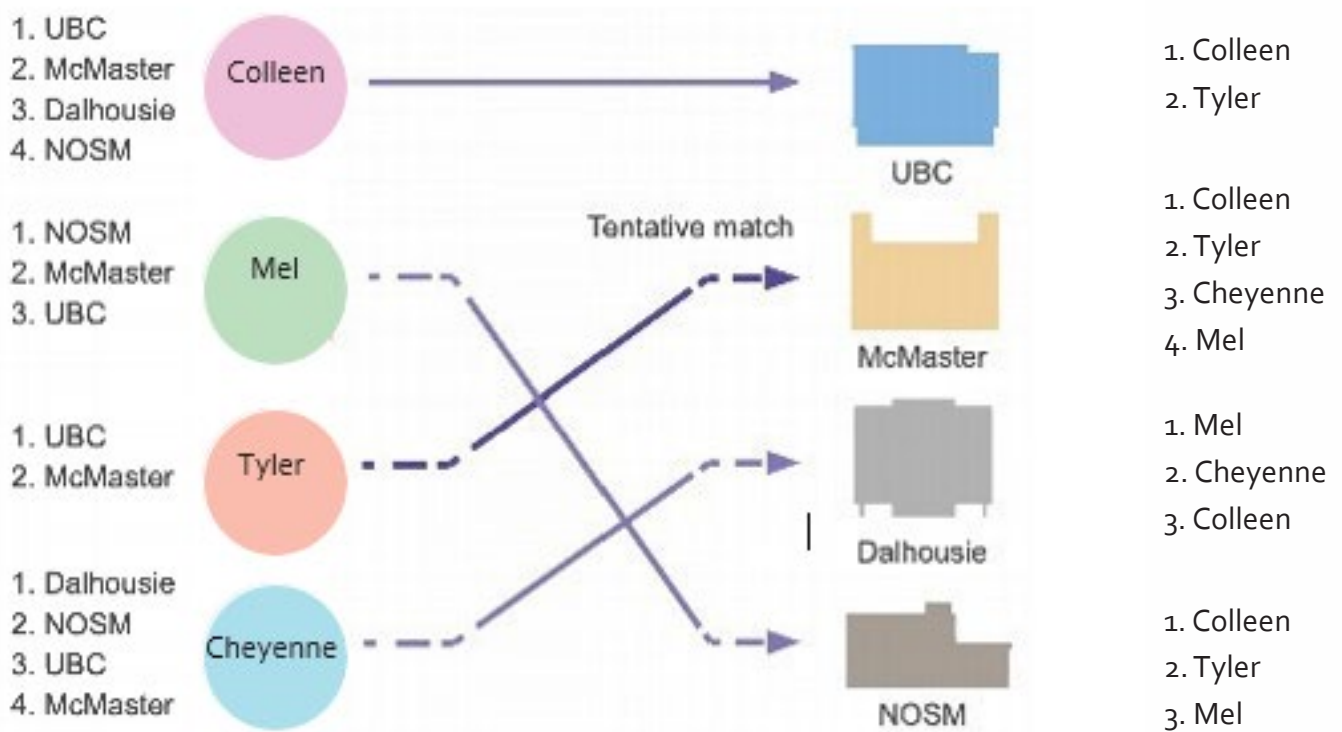 1. UBC
2. McMaster
3. Dalhousie
4. NOSM
Colleen
UBC
1. Colleen
2. Tyler
1. NOSM
2. McMaster
3. UBC
Mel
Tentative match
McMaster
1. Colleen
2. Tyler
3. Cheyenne
4. Mel
1. UBC
2. McMaster
Tyler
Dalhousie
1. Mel
2. Cheyenne
3. Colleen
1. Dalhousie
2. NOSM
3. UBC
4. McMaster
Cheyenne
NOSM
1. Colleen
2. Tyler
3. Mel